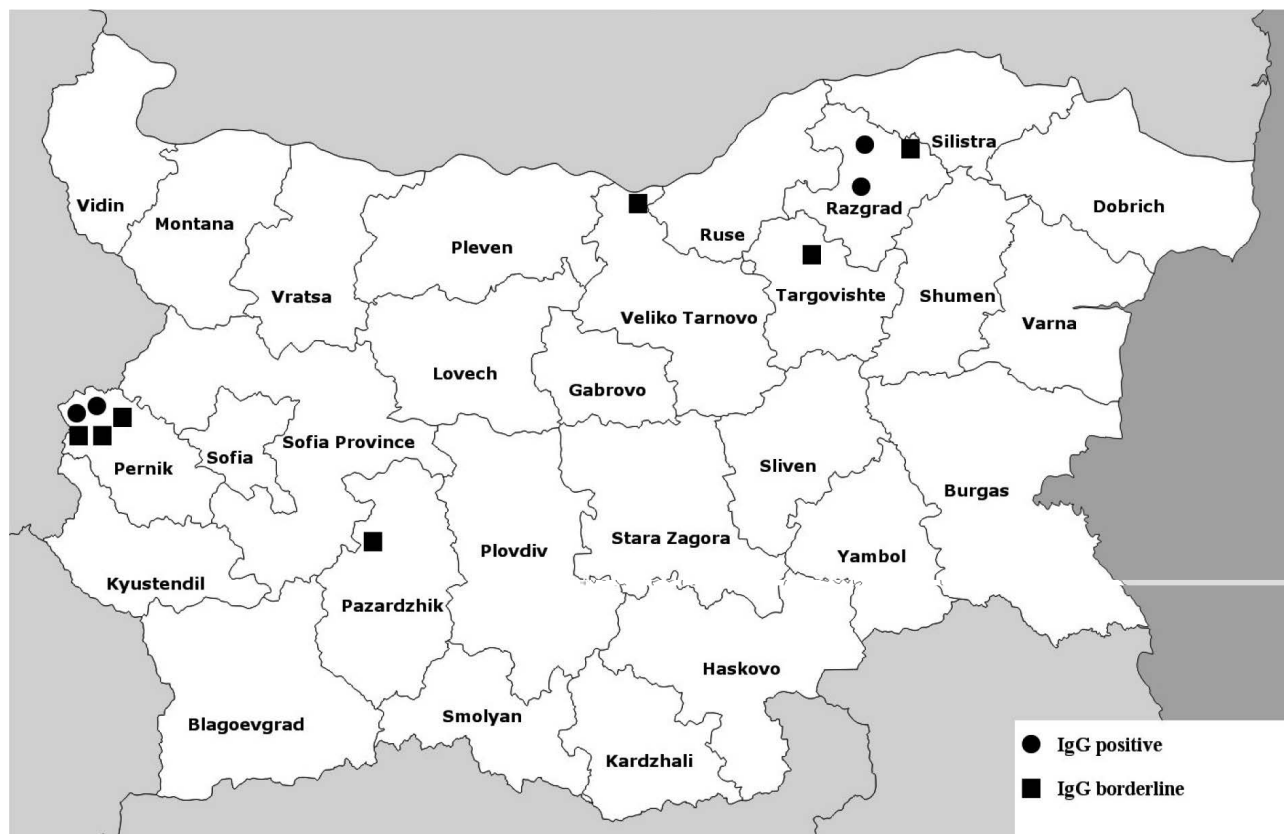 Silistra
Vidin
Razgrad
Dobrich
Montana
Ruse
Pleven
Vratsa
Targovishte
Shumen
Veliko Tarnovo
Varna
Lovech
Gabrovo
Sofia Province
Sofia
Pernik
Sliven
Burgas
Stara Zagora
Plovdiv
Yambol
Kyustendil
Pazardzhik
Haskovo
Smolyan
Blagoevgrad
Kardzhali
IgG positive
IgG borderline